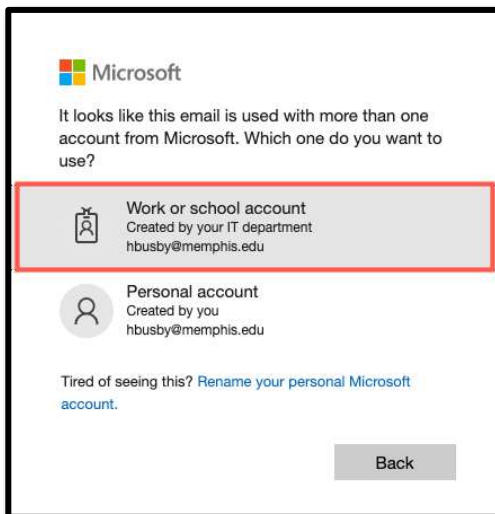 Microsoft
It looks like this email is used with more than one
account from Microsoft. Which one do you want to
use?
Work or school account
Created by your IT department
hbusby@memphis.edu
Personal account
Created by you
hbusby@memphis.edu
Tired of seeing this? Rename your personal Microsoft
account.
Back